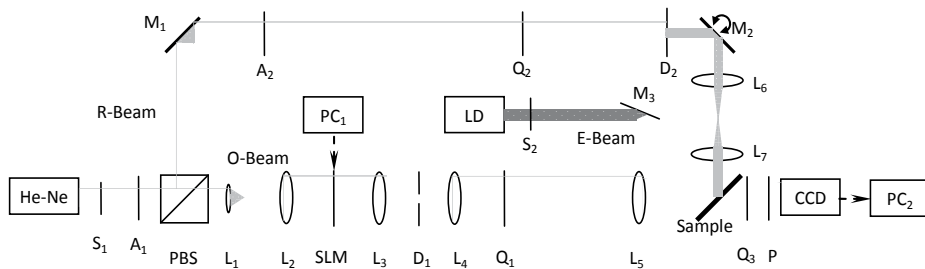 M₁
M₂
A₂
Q₂
D₂
L₆
M₃
R-Beam
PC₁
LD
S₂
E-Beam
O-Beam
L₇
He-Ne
CCD
PC₂
Sample
S₁
A₁
PBS
L₁
L₂
SLM
L₃
D₁
L₄
Q₁
L₅
Q₃
P